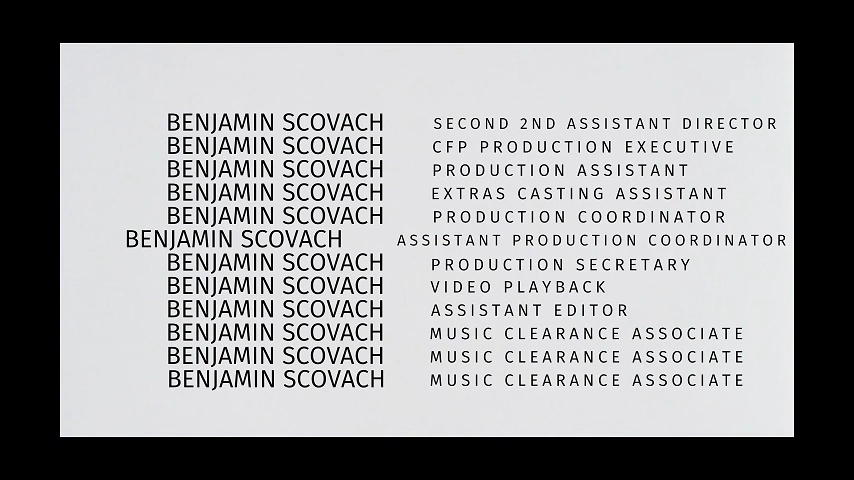 BENJAMIN SCOVACH SECOND 2ND ASSISTANT DIRECTOR
BENJAMIN SCOVACH CFP PRODUCTION EXECUTIVE
BENJAMIN SCOVACH PRODUCTION ASSISTANT
BENJAMIN SCOVACH EXTRAS CASTING ASSISTANT
BENJAMIN SCOVACH PRODUCTION COORDINATOR
BENJAMIN SCOVACH ASSISTANT PRODUCTION COORDINATOR
BENJAMIN SCOVACH PRODUCTION SECRETARY
BENJAMIN SCOVACH VIDEO PLAYBACK
BENJAMIN SCOVACH ASSISTANT EDITOR
BENJAMIN SCOVACH MUSIC CLEARANCE ASSOCIATE
BENJAMIN SCOVACH MUSIC CLEARANCE ASSOCIATE
BENJAMIN SCOVACH MUSIC CLEARANCE ASSOCIATE